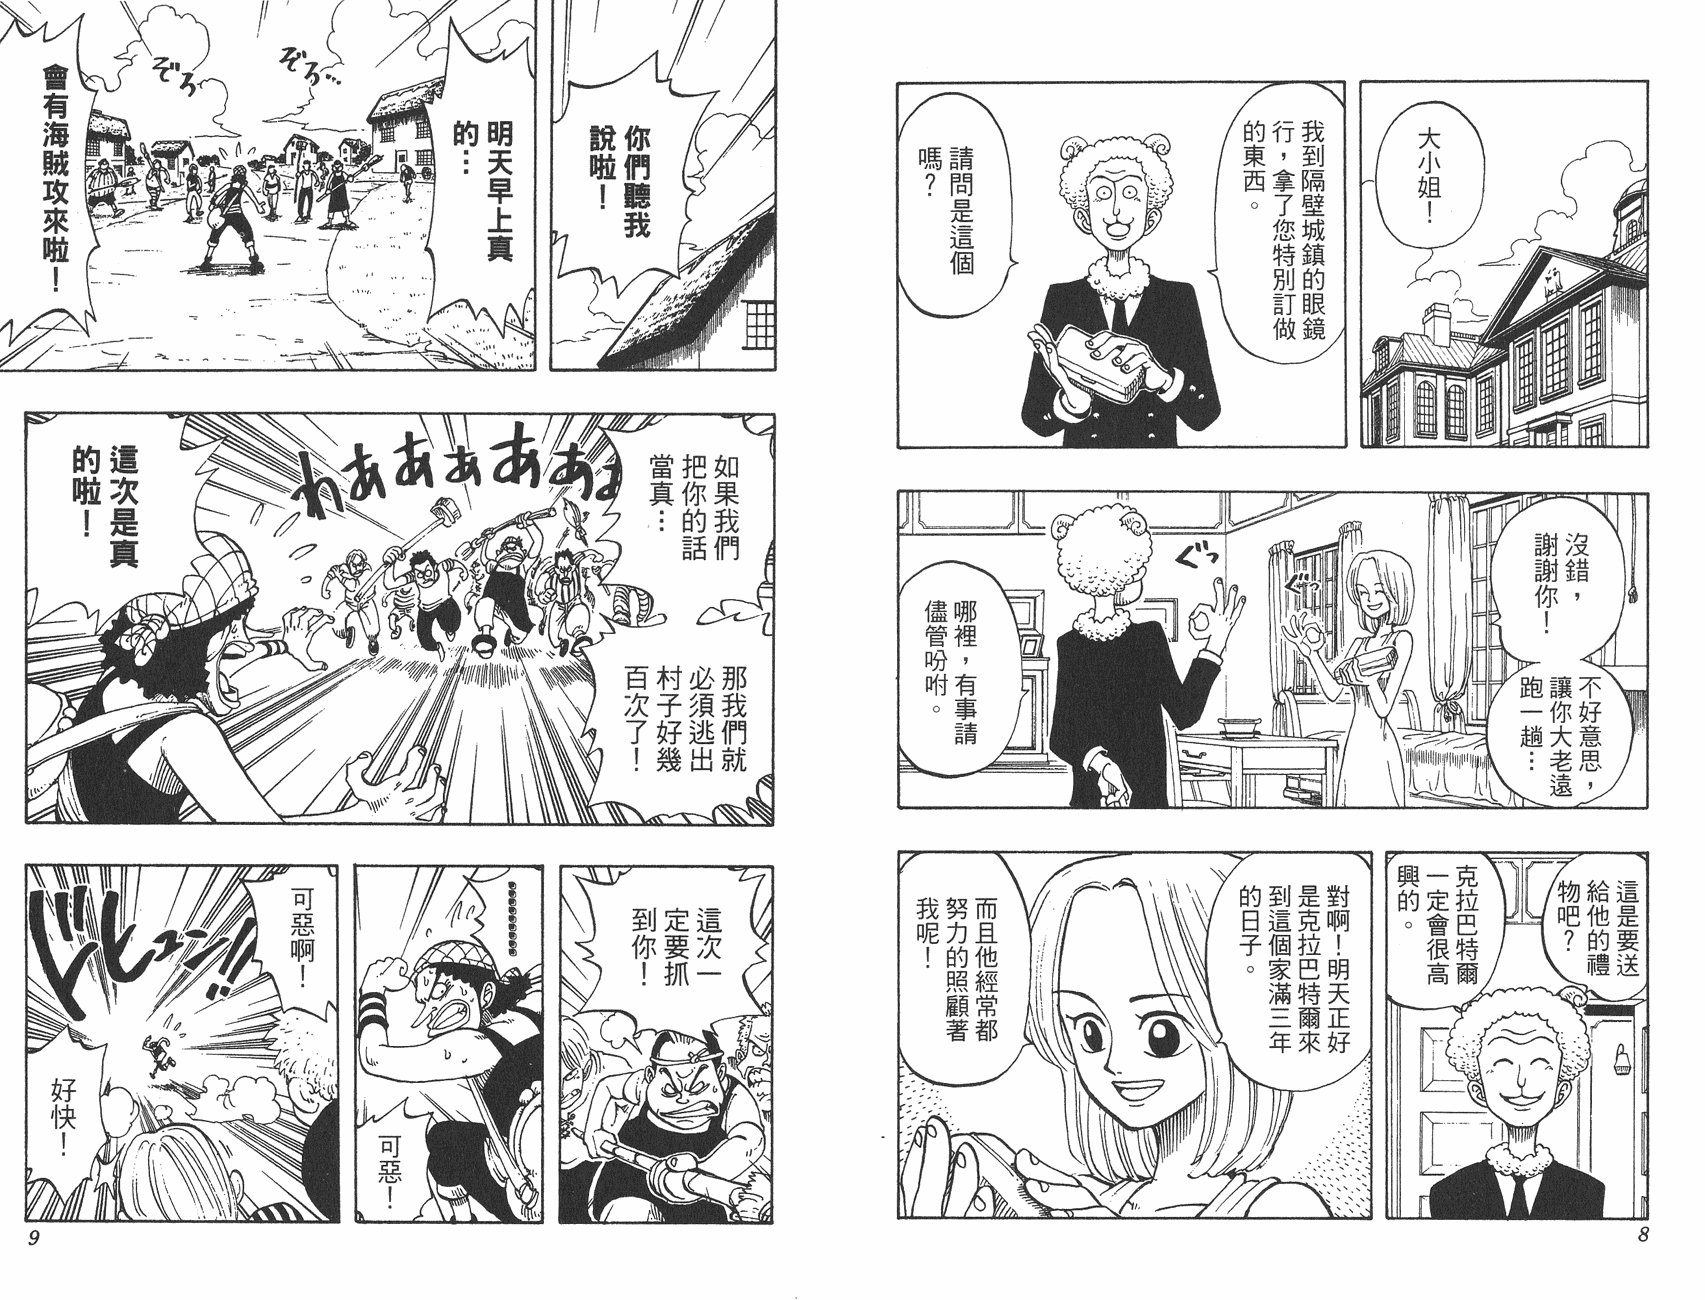 大小姐！
我到隔壁城鎮的眼鏡
行，拿了您特別訂做
的東西。
請問是這個
嗎？
沒錯，
謝謝你！
不好意思，
讓你大老遠
跑一趟…
ぐっ
ぐっ
哪裡，有事請
儘管吩咐。
這是要送
給他的禮
物吧？
克拉巴特爾
一定會很高
興的。
對啊！明天正好
是克拉巴特爾來
到這個家滿三年
的日子。
而且他經常都
努力的照顧著
我呢！
8
你們聽我
說啦！
明天早上真
的…
ぞろ…
ぞろ
會有海賊攻來啦！
如果我們
把你的話
當真…
那我們就
必須逃出
村子好幾
百次了！
わあぁあぁあぁ
這次是真
的啦！
這次一
定要抓
到你！
………………
可惡！
可惡啊！
ドヒュン!!
好快！
9